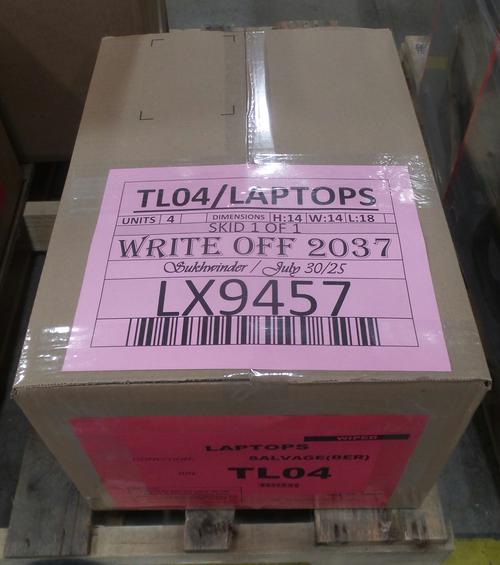 TL04/LAPTOPS
UNITS 4 DIMENSIONS H:14 W:14 L:18
SKID 1 OF 1
WRITE OFF 2037
Sukhwinder / July 30/25
LX9457
WIPED
LAPTOPS
CONDITION: SALVAGE(BER)
TL04